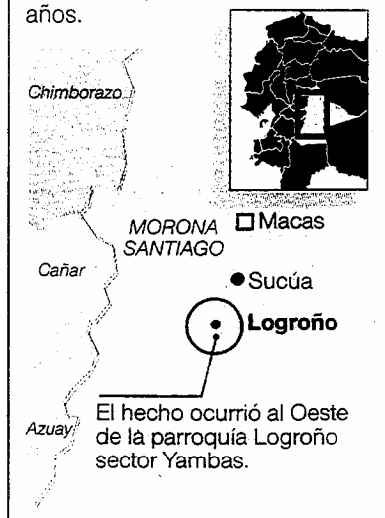 años.
Chimborazo
MORONA
SANTIAGO
Macas
Cañar
Sucúa
Logroño
El hecho ocurrió al Oeste
de la parroquía Logroño
sector Yambas.
Azuay